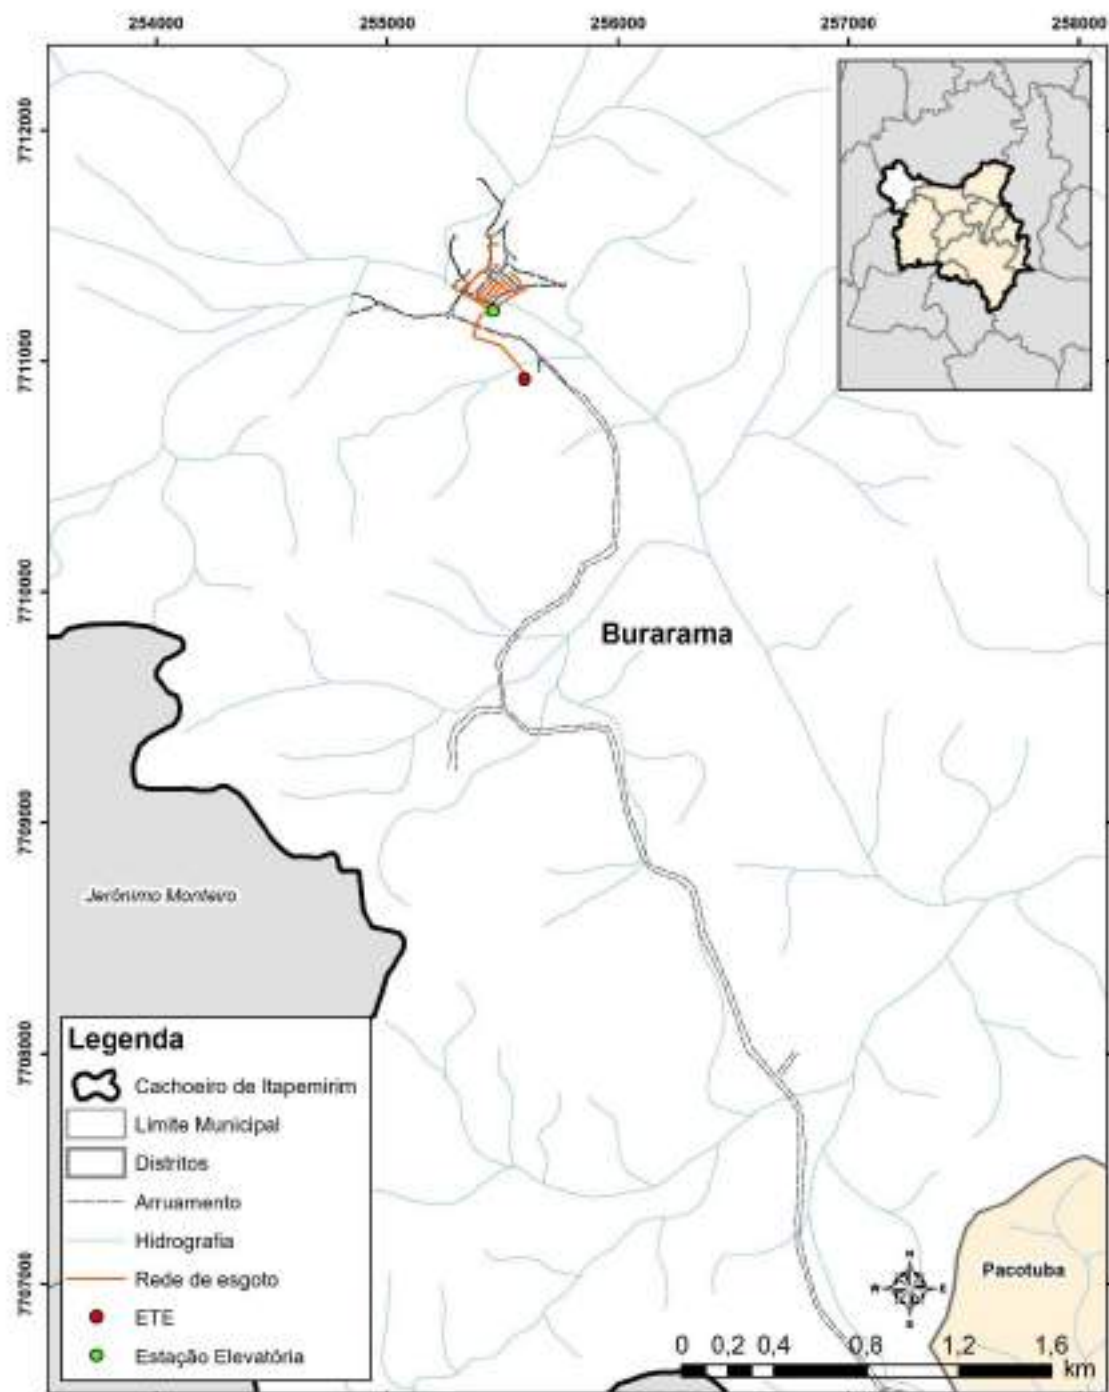 254000 255000 256000 257000 258000
7712000
7711000
7710000
7709000
7708000
7707000
Burarama
Jerônimo Monteiro
Pacotuba
Legenda
Cachoeiro de Itapemirim
Limite Municipal
Distritos
Arruamento
Hidrografia
Rede de esgoto
ETE
Estação Elevatória
N
W E
S
0 0,2 0,4 0,8 1,2 1,6
km